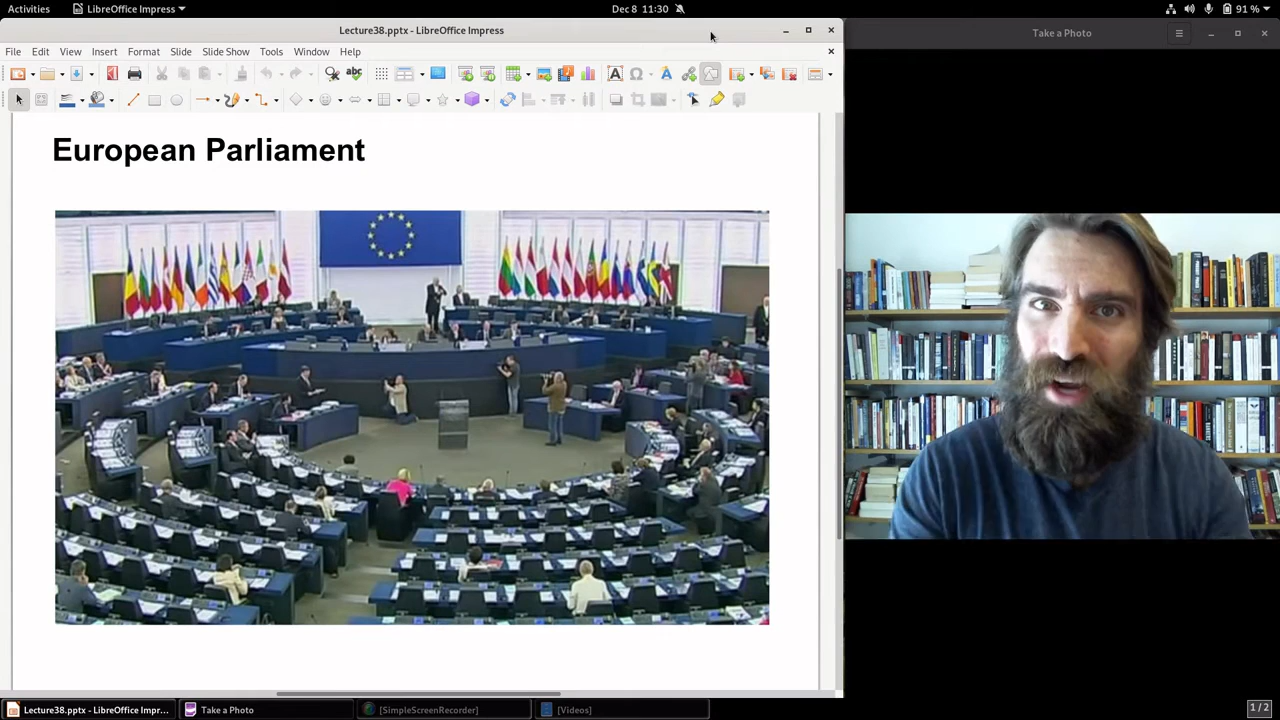 Activities
LibreOffice Impress
Dec 8 11:30
91 %
Lecture38.pptx - LibreOffice Impress
Take a Photo
File Edit View Insert Format Slide Slide Show Tools Window Help
abc
European Parliament
Lecture38.pptx - LibreOffice Impr...
Take a Photo
[SimpleScreenRecorder]
[Videos]
1 / 2